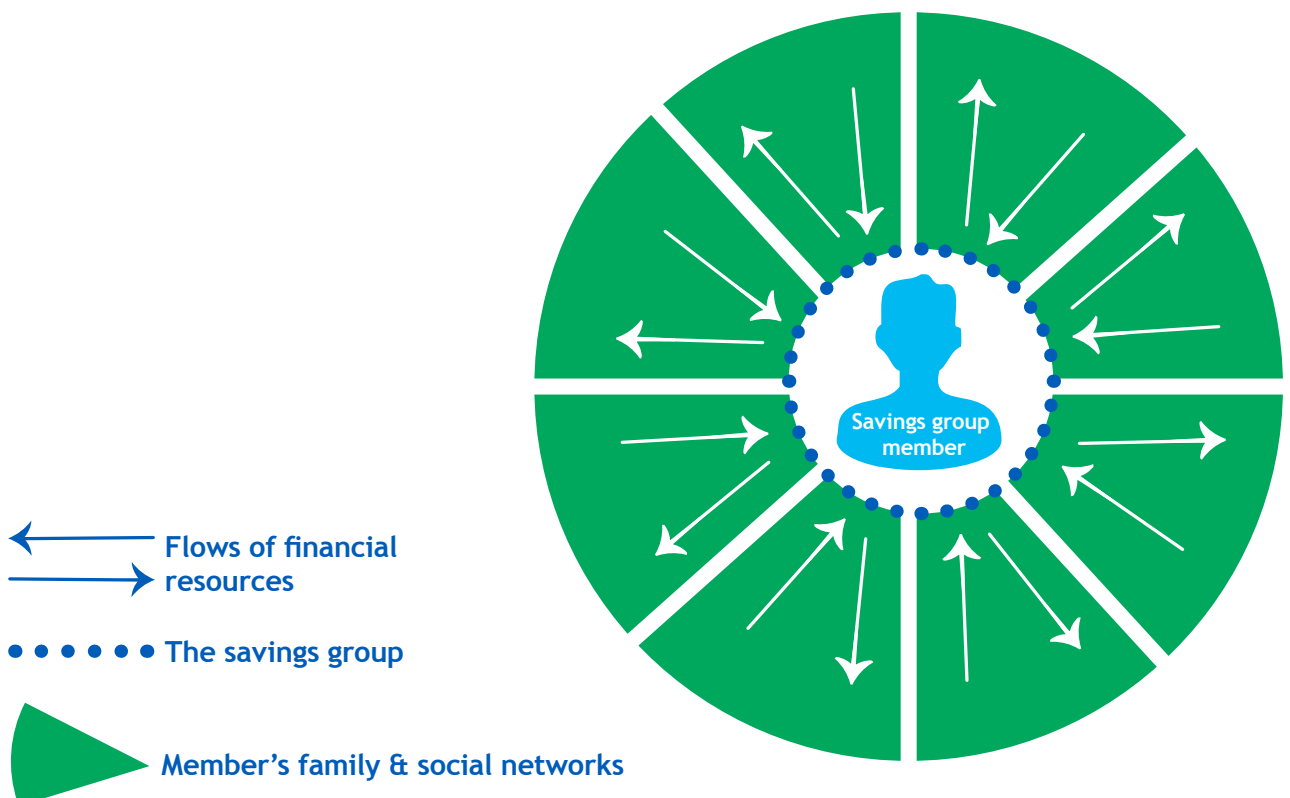 Savings group
member
Flows of financial
resources
The savings group
Member’s family & social networks